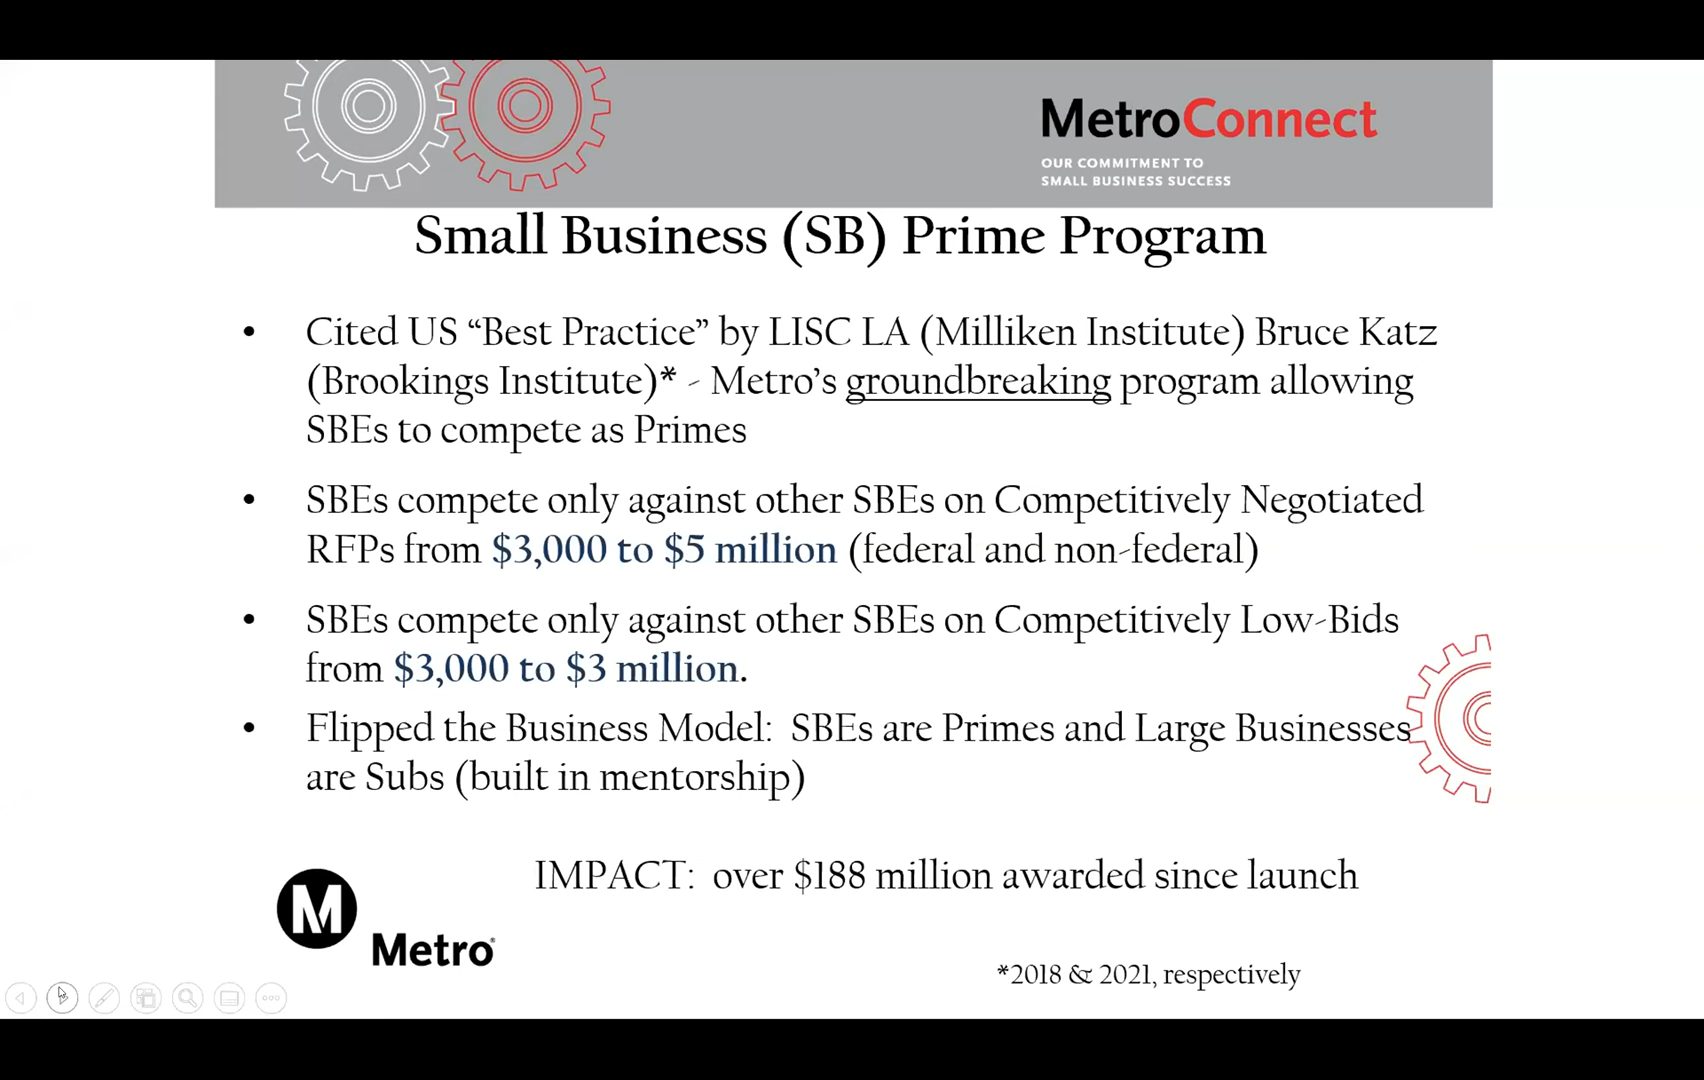 MetroConnect
OUR COMMITMENT TO
SMALL BUSINESS SUCCESS
Small Business (SB) Prime Program
• Cited US “Best Practice” by LISC LA (Milliken Institute) Bruce Katz
(Brookings Institute)* - Metro’s groundbreaking program allowing
SBEs to compete as Primes
• SBEs compete only against other SBEs on Competitively Negotiated
RFPs from $3,000 to $5 million (federal and non-federal)
• SBEs compete only against other SBEs on Competitively Low-Bids
from $3,000 to $3 million.
• Flipped the Business Model: SBEs are Primes and Large Businesses
are Subs (built in mentorship)
IMPACT: over $188 million awarded since launch
M
Metro®
*2018 & 2021, respectively